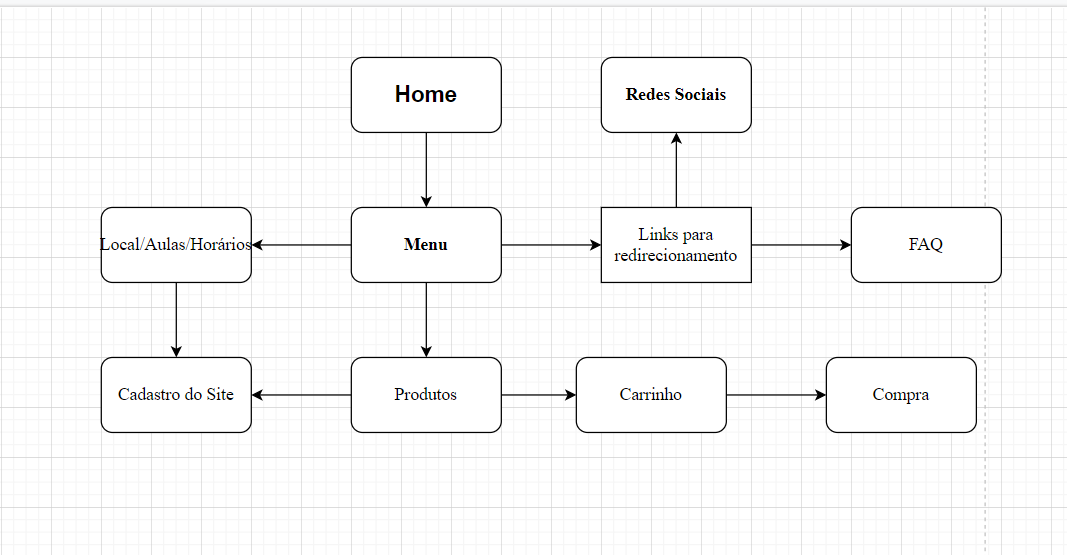 Home
Redes Sociais
Local/Aulas/Horários
Menu
Links para
redirecionamento
FAQ
Cadastro do Site
Produtos
Carrinho
Compra